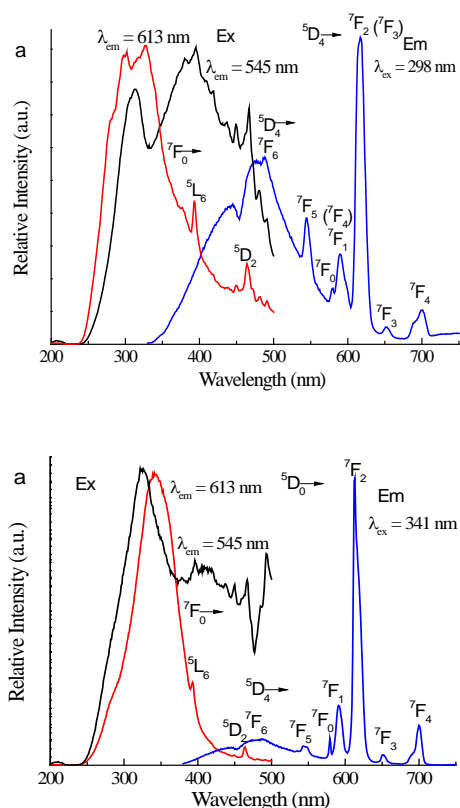 a
λem = 613 nm
Ex
⁵D₄→
⁷F₂ (⁷F₃)
Em
λex = 298 nm
λem = 545 nm
⁷F₀→
⁵D₄→
⁷F₆
⁵L₆
⁵D₂
⁷F₅ (⁷F₄)
⁷F₁
⁷F₀
⁷F₃
⁷F₄
Relative Intensity (a.u.)
200 300 400 500 600 700
Wavelength (nm)
a
Ex
λem = 613 nm
⁵D₀→
⁷F₂
Em
λex = 341 nm
λem = 545 nm
⁷F₀→
⁵L₆
⁵D₄→
⁵D₂
⁷F₆
⁷F₅
⁷F₀
⁷F₁
⁷F₃
⁷F₄
Relative Intensity (a.u.)
200 300 400 500 600 700
Wavelength (nm)